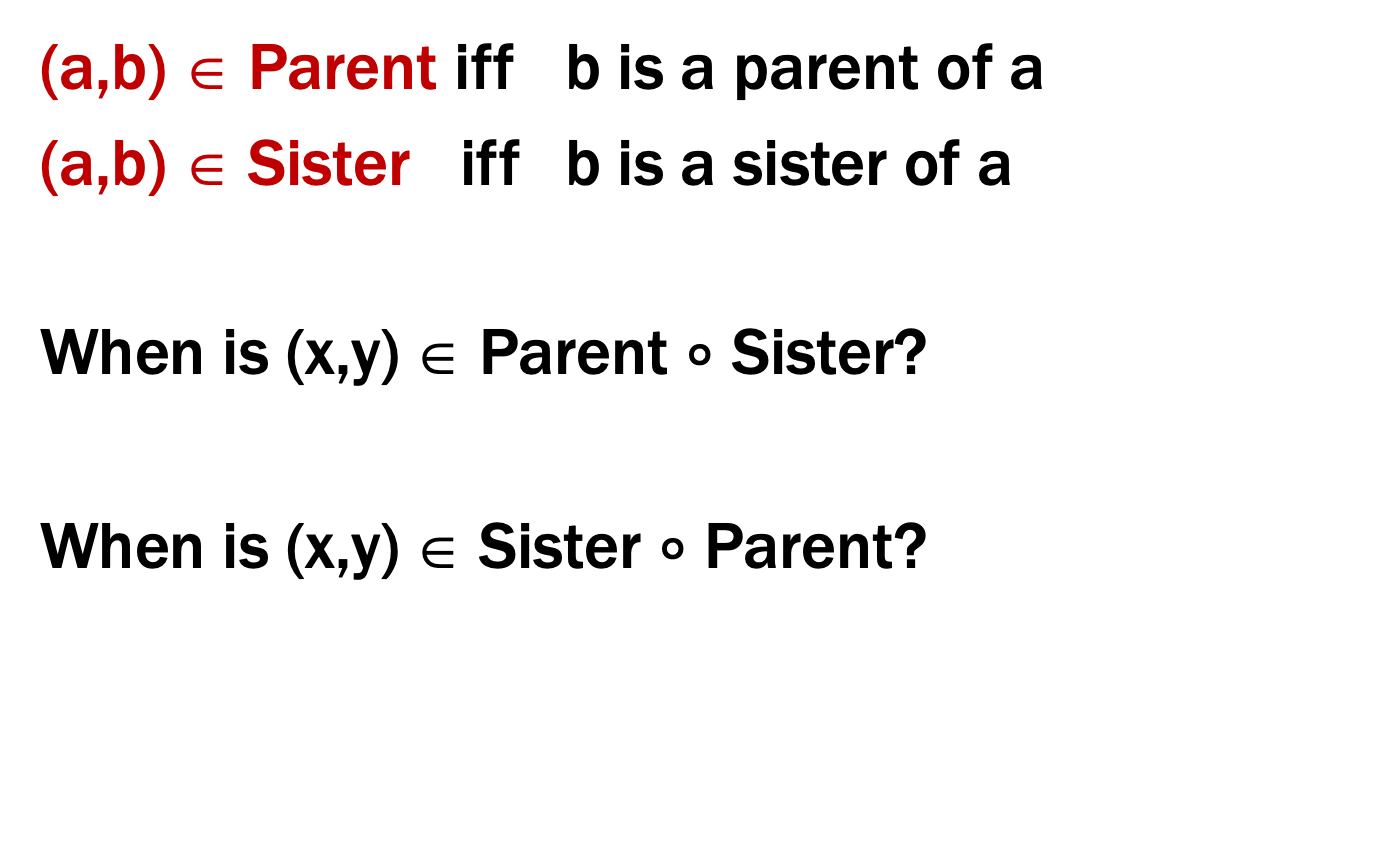 (a,b) ∈ Parent iff b is a parent of a
(a,b) ∈ Sister iff b is a sister of a
When is (x,y) ∈ Parent ∘ Sister?
When is (x,y) ∈ Sister ∘ Parent?